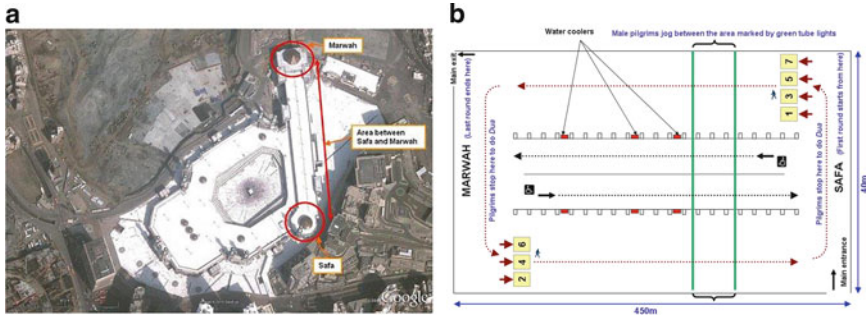 a
Marwah
Area between
Safa and Marwah
Safa
Google
b
Water coolers
Male pilgrims jog between the area marked by green tube lights
Main exit
MARWAH (Last round ends here)
Pilgrims stop here to do Dua
7
5
3
1
6
4
2
Pilgrims stop here to do Dua
SAFA (First round starts from here)
Main entrance
40m
450m